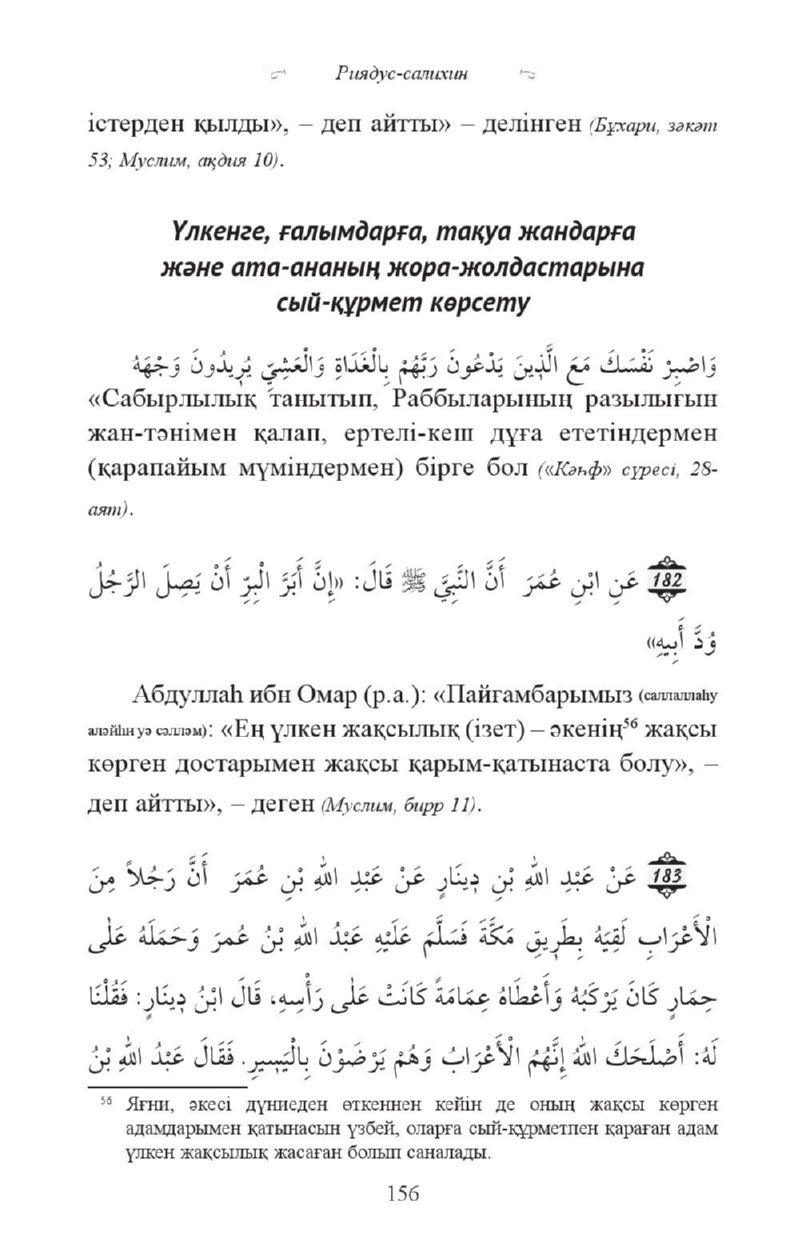 Риядус-салихин
істерден қылды», – деп айтты» – делінген (Бұхари, зәкәт
53; Муслим, ақдия 10).
Үлкенге, ғалымдарға, тақуа жандарға
және ата-ананың жора-жолдастарына
сый-құрмет көрсету
وَاصْبِرْ نَفْسَكَ مَعَ الَّذِينَ يَدْعُونَ رَبَّهُمْ بِالْغَدَاةِ وَالْعَشِيِّ يُرِيدُونَ وَجْهَهُ
«Сабырлылық танытып, Раббыларының разылығын
жан-тәнімен қалап, ертелі-кеш дұға ететіндермен
(қарапайым мүміндермен) бірге бол («Кәһф» сүресі, 28-
аят).
182 عَنِ ابْنِ عُمَرَ أَنَّ النَّبِيَّ ﷺ قَالَ: «إِنَّ أَبَرَّ الْبِرِّ أَنْ يَصِلَ الرَّجُلُ
وُدَّ أَبِيهِ»
Абдуллаһ ибн Омар (р.а.): «Пайғамбарымыз (саллаллаһу
аләйһи уә сәлләм): «Ең үлкен жақсылық (ізет) – әкенің⁵⁶ жақсы
көрген достарымен жақсы қарым-қатынаста болу», –
деп айтты», – деген (Муслим, бирр 11).
183 عَنْ عَبْدِ اللهِ بْنِ دِينَارٍ عَنْ عَبْدِ اللهِ بْنِ عُمَرَ أَنَّ رَجُلاً مِنَ
الْأَعْرَابِ لَقِيَهُ بِطَرِيقِ مَكَّةَ فَسَلَّمَ عَلَيْهِ عَبْدُ اللهِ بْنُ عُمَرَ وَحَمَلَهُ عَلَى
حِمَارٍ كَانَ يَرْكَبُهُ وَأَعْطَاهُ عِمَامَةً كَانَتْ عَلَى رَأْسِهِ، قَالَ ابْنُ دِينَارٍ: فَقُلْنَا
لَهُ: أَصْلَحَكَ اللهُ إِنَّهُمُ الْأَعْرَابُ وَهُمْ يَرْضَوْنَ بِالْيَسِيرِ. فَقَالَ عَبْدُ اللهِ بْنُ
⁵⁶ Яғни, әкесі дүниеден өткеннен кейін де оның жақсы көрген
адамдарымен қатынасын үзбей, оларға сый-құрметпен қараған адам
үлкен жақсылық жасаған болып саналады.
156